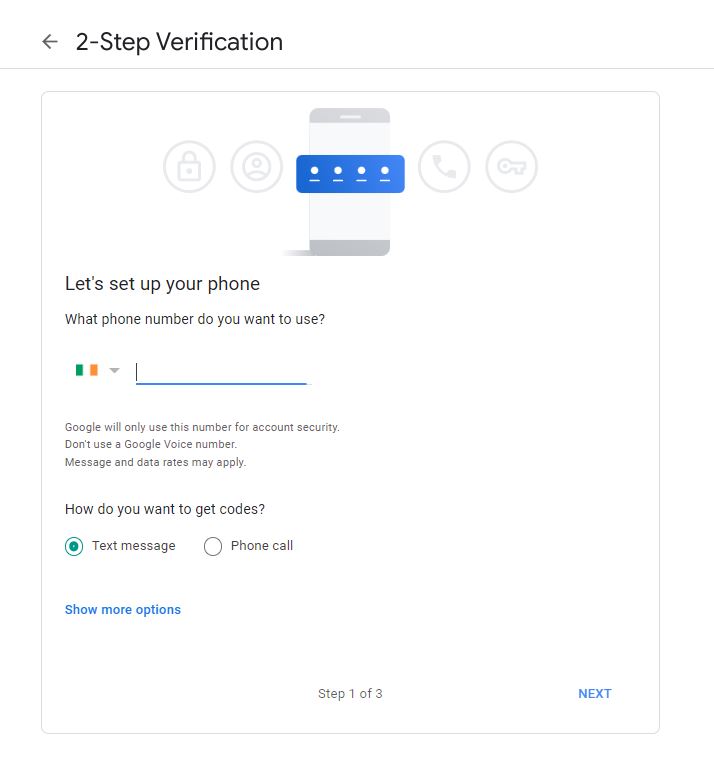 2-Step Verification
Let's set up your phone
What phone number do you want to use?
Google will only use this number for account security.
Don't use a Google Voice number.
Message and data rates may apply.
How do you want to get codes?
Text message Phone call
Show more options
Step 1 of 3 NEXT